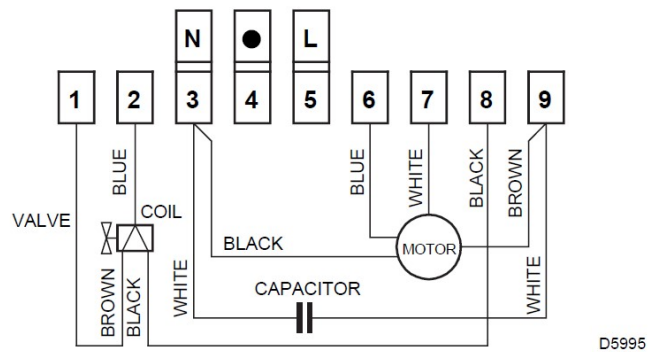 N ● L
1 2 3 4 5 6 7 8 9
BLUE
BLUE
WHITE
BLACK
BROWN
VALVE
COIL
BLACK
MOTOR
BROWN
BLACK
WHITE
CAPACITOR
WHITE
D5995